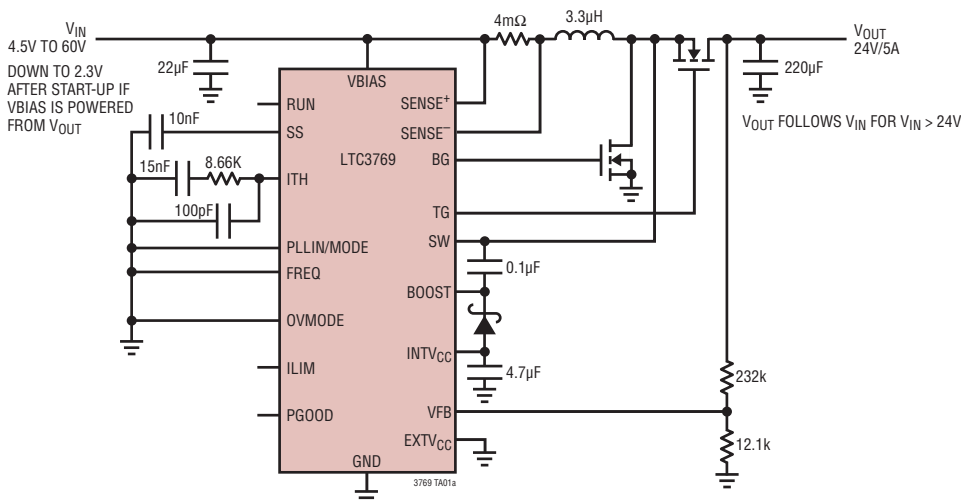 VIN
4.5V TO 60V
DOWN TO 2.3V
AFTER START-UP IF
VBIAS IS POWERED
FROM VOUT
22µF
4mΩ
3.3µH
VOUT
24V/5A
220µF
VOUT FOLLOWS VIN FOR VIN > 24V
VBIAS
RUN
SENSE+
10nF
SS
SENSE–
LTC3769
BG
15nF
8.66K
ITH
100pF
TG
PLLIN/MODE
SW
FREQ
0.1µF
BOOST
OVMODE
INTVCC
ILIM
4.7µF
232k
PGOOD
VFB
EXTVCC
12.1k
GND
3769 TA01a